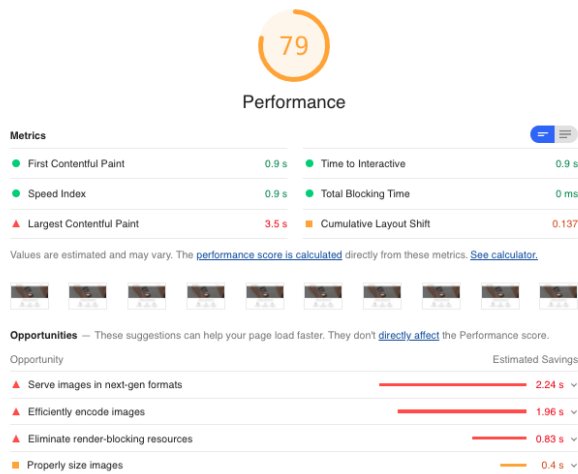 79
Performance
Metrics
First Contentful Paint 0.9 s
Time to Interactive 0.9 s
Speed Index 0.9 s
Total Blocking Time 0 ms
Largest Contentful Paint 3.5 s
Cumulative Layout Shift 0.137
Values are estimated and may vary. The performance score is calculated directly from these metrics. See calculator.
Opportunities — These suggestions can help your page load faster. They don't directly affect the Performance score.
Opportunity Estimated Savings
Serve images in next-gen formats 2.24 s
Efficiently encode images 1.96 s
Eliminate render-blocking resources 0.83 s
Properly size images 0.4 s